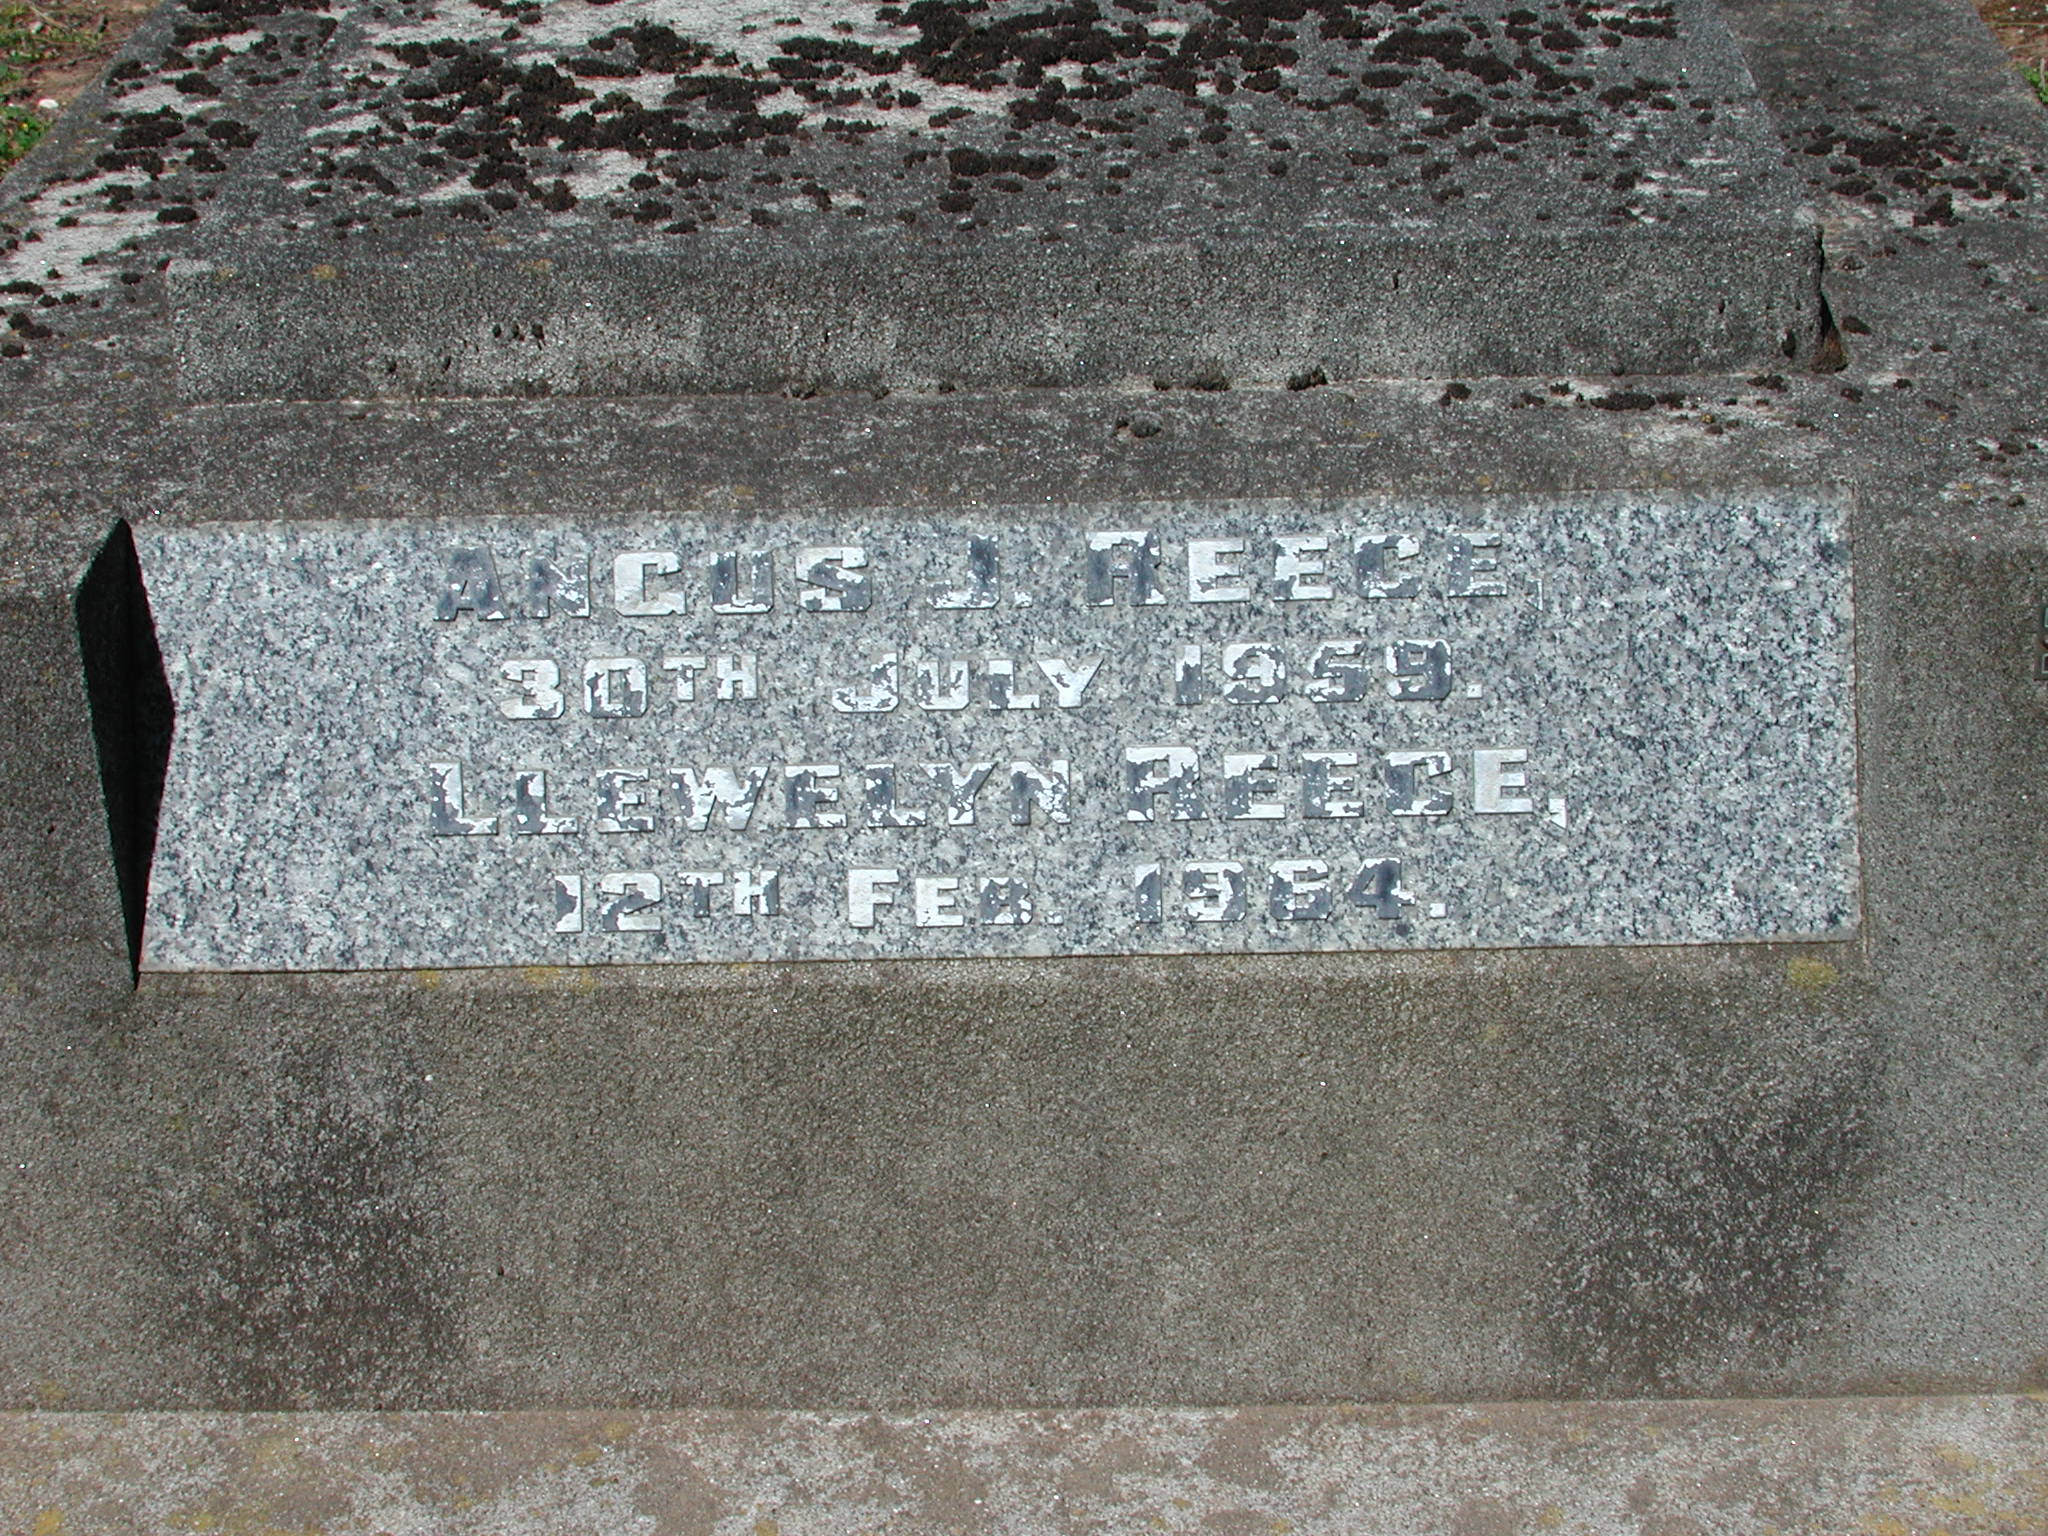 ANGUS J. REECE,
30TH JULY 1959.
LLEWELYN REECE,
12TH FEB. 1964.